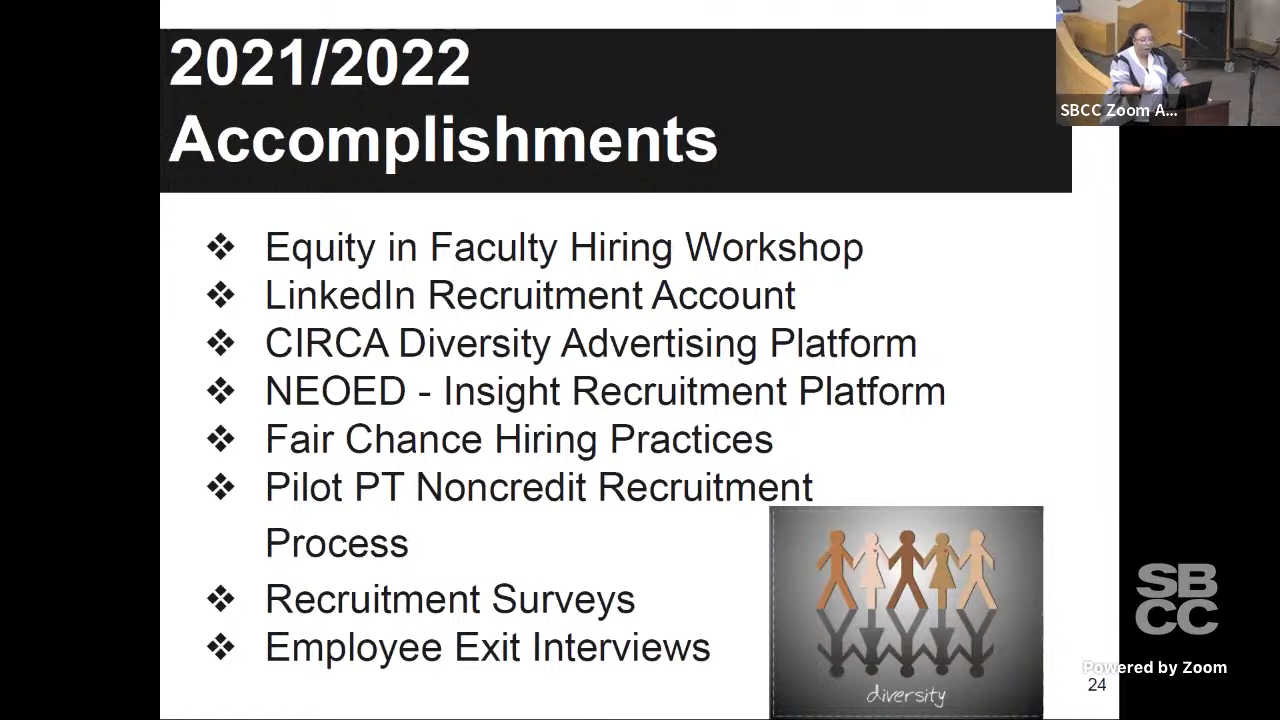 2021/2022
Accomplishments
SBCC Zoom A...
❖ Equity in Faculty Hiring Workshop
❖ LinkedIn Recruitment Account
❖ CIRCA Diversity Advertising Platform
❖ NEOED - Insight Recruitment Platform
❖ Fair Chance Hiring Practices
❖ Pilot PT Noncredit Recruitment
Process
❖ Recruitment Surveys
❖ Employee Exit Interviews
diversity
SB
CC
Powered by Zoom
24